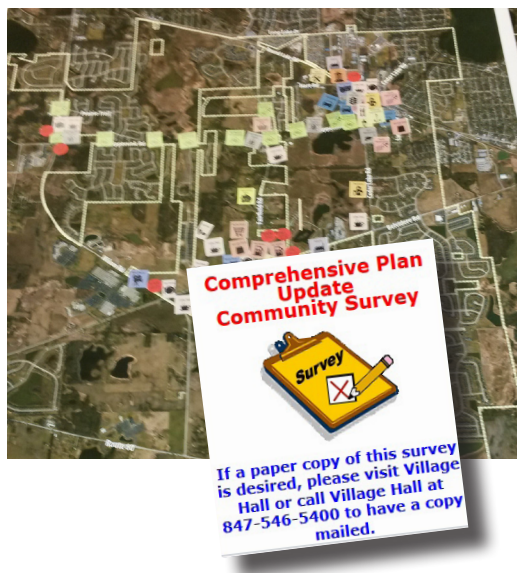 Comprehensive Plan
Update
Community Survey
Survey
If a paper copy of this survey
is desired, please visit Village
Hall or call Village Hall at
847-546-5400 to have a copy
mailed.